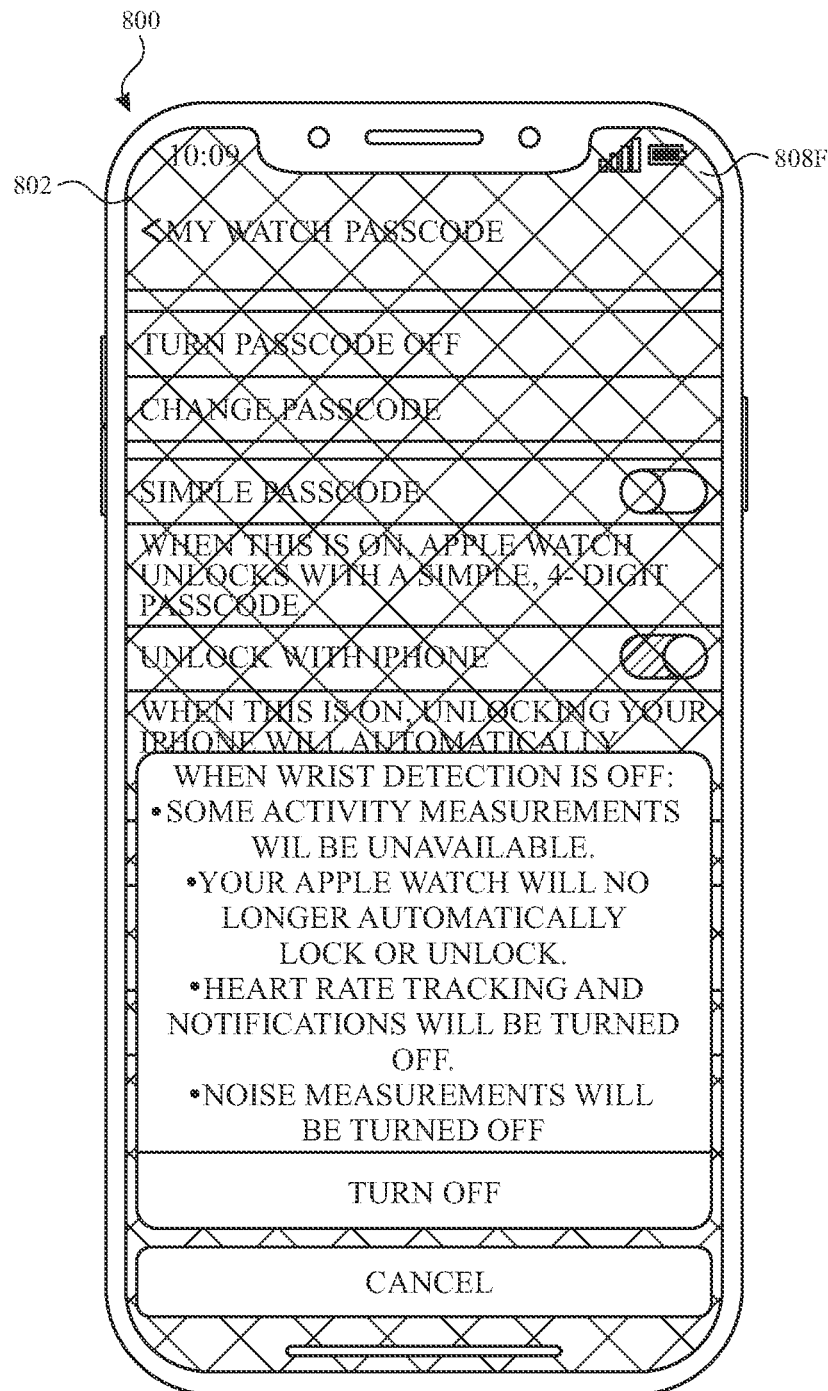 800
10:09
802
808F
<MY WATCH PASSCODE
TURN PASSCODE OFF
CHANGE PASSCODE
SIMPLE PASSCODE
WHEN THIS IS ON, APPLE WATCH
UNLOCKS WITH A SIMPLE, 4- DIGIT
PASSCODE.
UNLOCK WITH IPHONE
WHEN THIS IS ON, UNLOCKING YOUR
IPHONE WILL AUTOMATICALLY
WHEN WRIST DETECTION IS OFF:
•SOME ACTIVITY MEASUREMENTS
WIL BE UNAVAILABLE.
•YOUR APPLE WATCH WILL NO
LONGER AUTOMATICALLY
LOCK OR UNLOCK.
•HEART RATE TRACKING AND
NOTIFICATIONS WILL BE TURNED
OFF.
•NOISE MEASUREMENTS WILL
BE TURNED OFF
TURN OFF
CANCEL